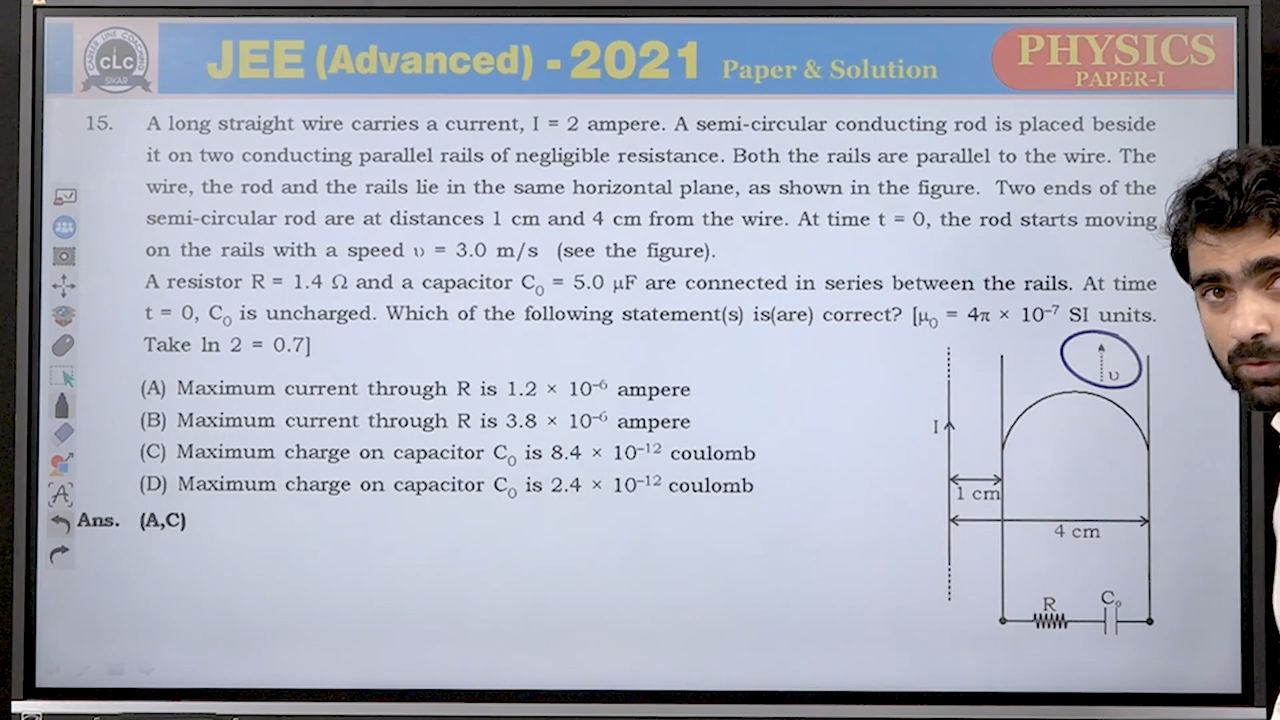 CAREER LINE COACHING
CLC
SIKAR
JEE (Advanced) - 2021 Paper & Solution
PHYSICS
PAPER-I
15. A long straight wire carries a current, I = 2 ampere. A semi-circular conducting rod is placed beside
it on two conducting parallel rails of negligible resistance. Both the rails are parallel to the wire. The
wire, the rod and the rails lie in the same horizontal plane, as shown in the figure. Two ends of the
semi-circular rod are at distances 1 cm and 4 cm from the wire. At time t = 0, the rod starts moving
on the rails with a speed υ = 3.0 m/s (see the figure).
A resistor R = 1.4 Ω and a capacitor C₀ = 5.0 μF are connected in series between the rails. At time
t = 0, C₀ is uncharged. Which of the following statement(s) is(are) correct? [μ₀ = 4π × 10⁻⁷ SI units.
Take ln 2 = 0.7]
(A) Maximum current through R is 1.2 × 10⁻⁶ ampere
(B) Maximum current through R is 3.8 × 10⁻⁶ ampere
(C) Maximum charge on capacitor C₀ is 8.4 × 10⁻¹² coulomb
(D) Maximum charge on capacitor C₀ is 2.4 × 10⁻¹² coulomb
Ans. (A,C)
υ
I
1 cm
4 cm
R
C₀
A